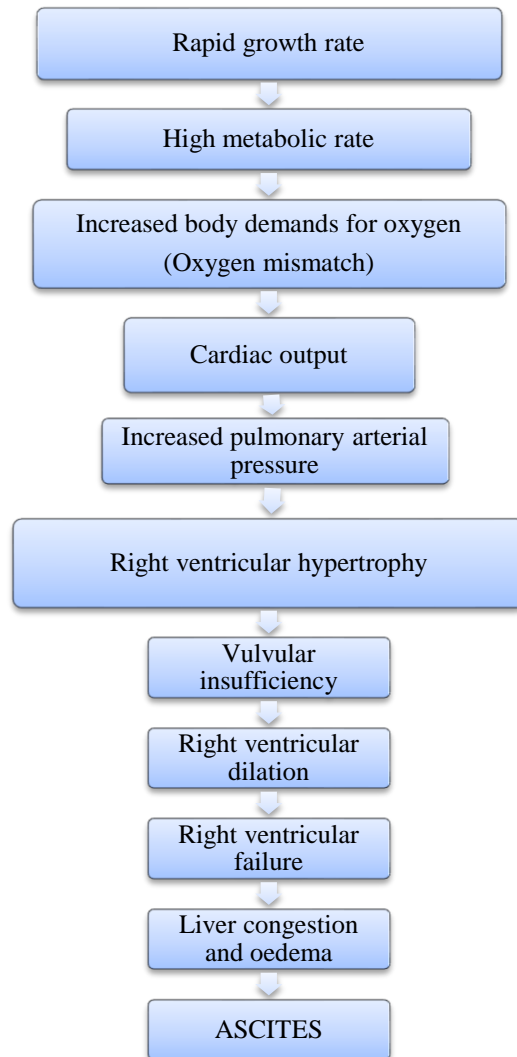 Rapid growth rate
High metabolic rate
Increased body demands for oxygen
(Oxygen mismatch)
Cardiac output
Increased pulmonary arterial
pressure
Right ventricular hypertrophy
Vulvular
insufficiency
Right ventricular
dilation
Right ventricular
failure
Liver congestion
and oedema
ASCITES